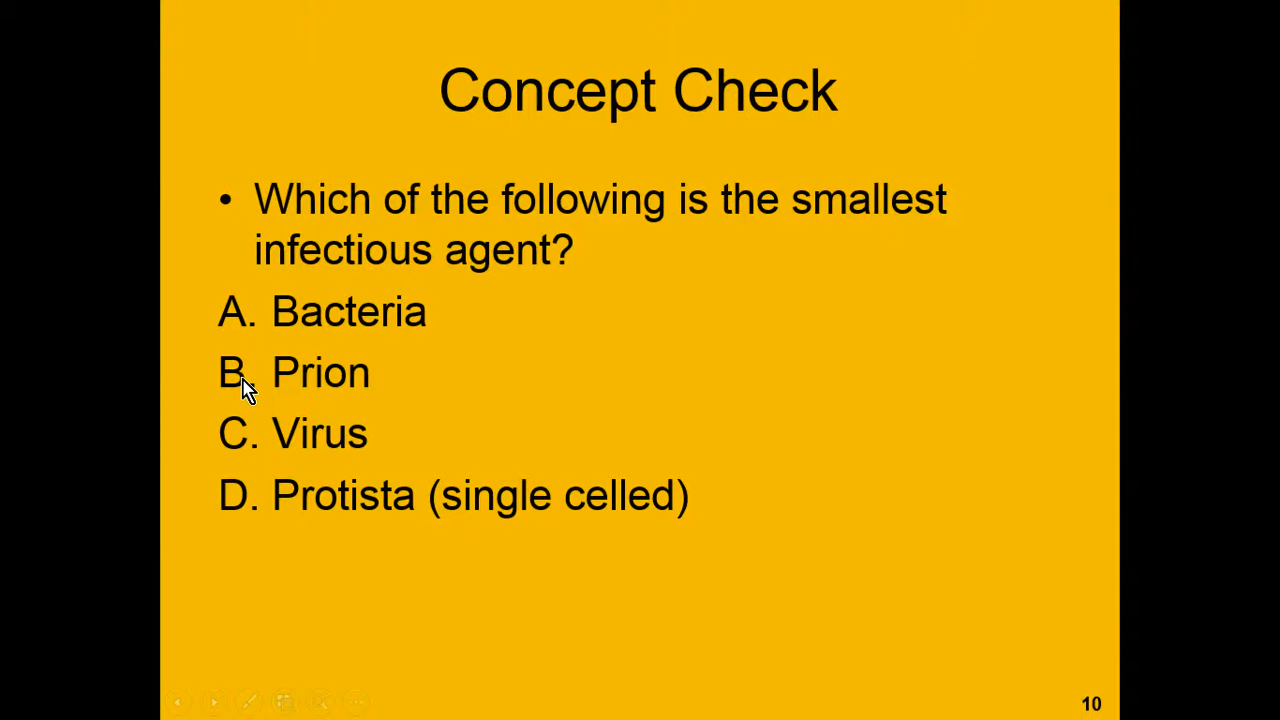 Concept Check
• Which of the following is the smallest
infectious agent?
A. Bacteria
B. Prion
C. Virus
D. Protista (single celled)
10